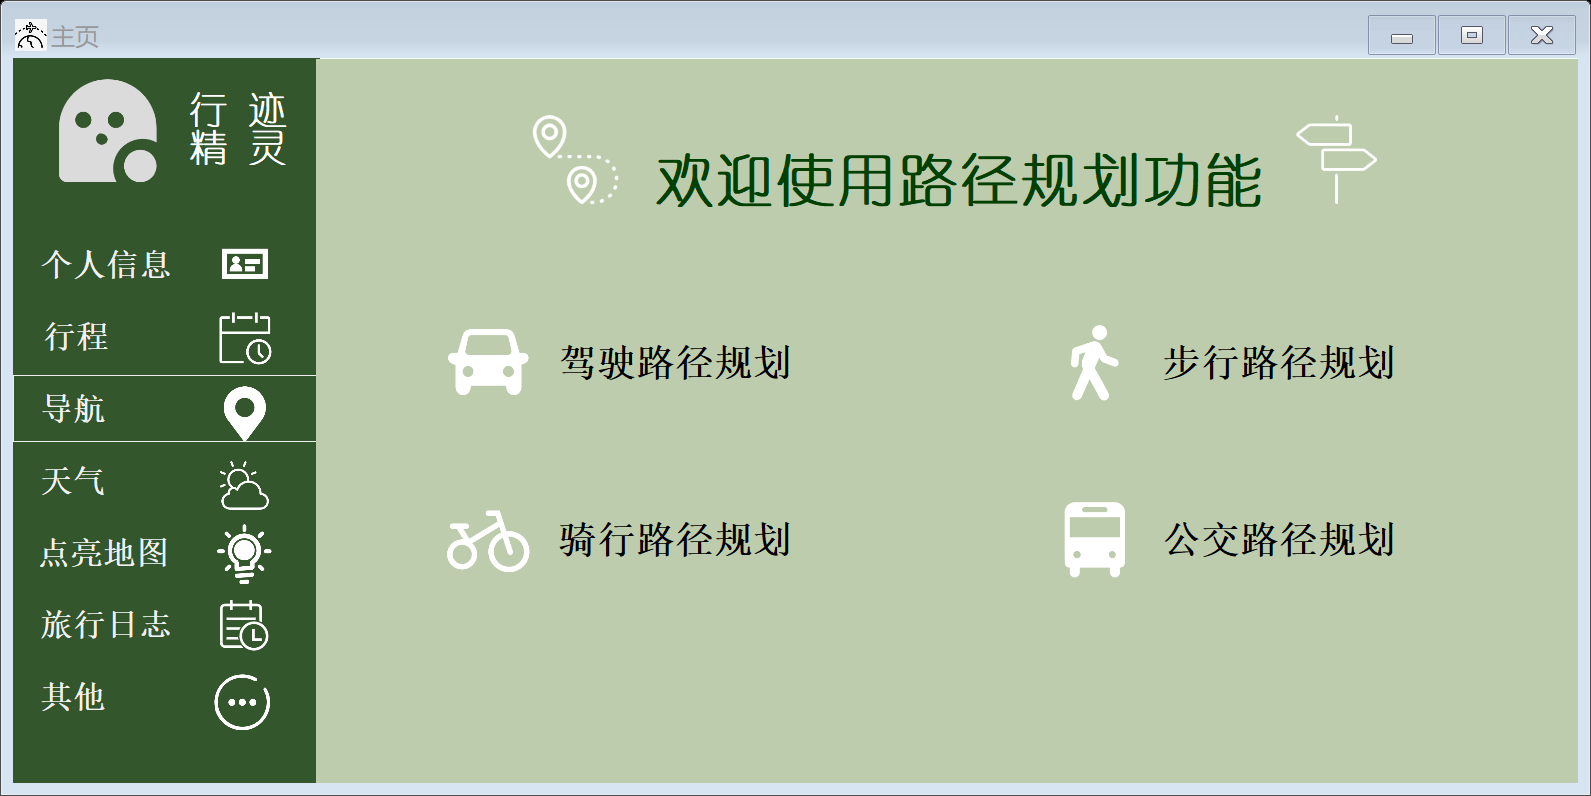 主页
行 迹
精 灵
个人信息
行程
导航
天气
点亮地图
旅行日志
其他
欢迎使用路径规划功能
驾驶路径规划
步行路径规划
骑行路径规划
公交路径规划